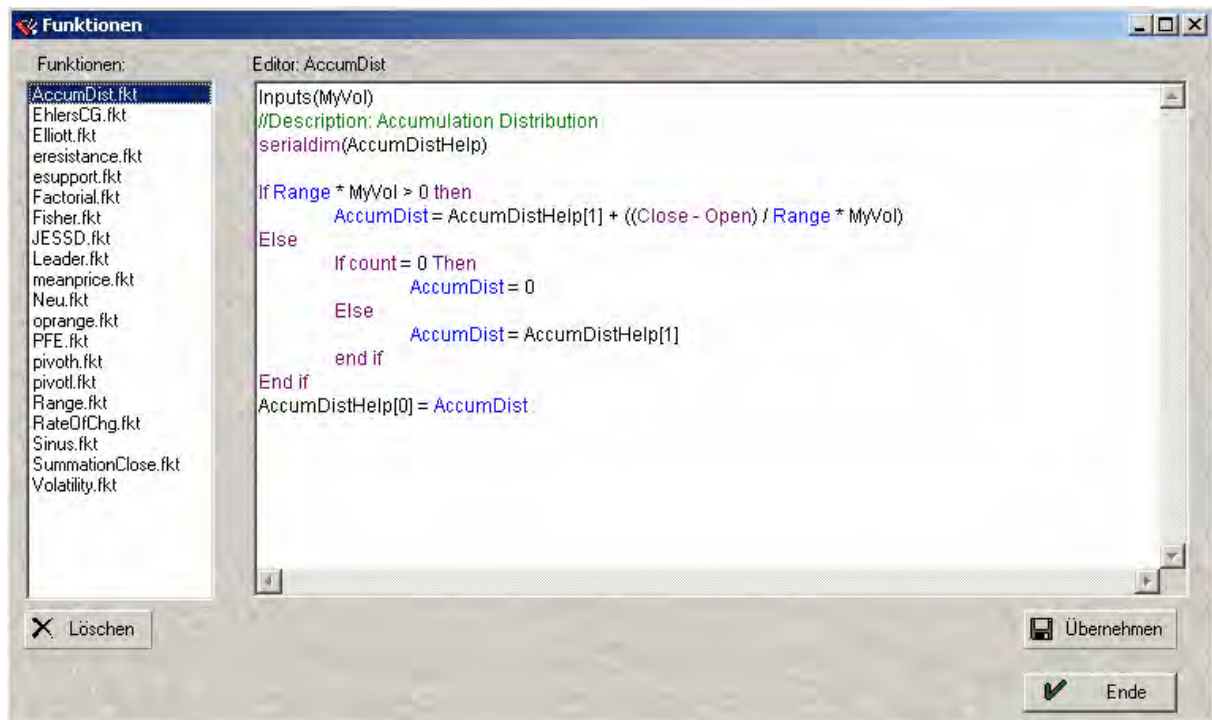 Funktionen
Funktionen:
Editor: AccumDist
AccumDist.fkt
EhlersCG.fkt
Elliott.fkt
eresistance.fkt
esupport.fkt
Factorial.fkt
Fisher.fkt
JESSD.fkt
Leader.fkt
meanprice.fkt
Neu.fkt
oprange.fkt
PFE.fkt
pivoth.fkt
pivotl.fkt
Range.fkt
RateOfChg.fkt
Sinus.fkt
SummationClose.fkt
Volatility.fkt
Inputs(MyVol)
//Description: Accumulation Distribution
serialdim(AccumDistHelp)
If Range * MyVol > 0 then
AccumDist = AccumDistHelp[1] + ((Close - Open) / Range * MyVol)
Else
If count = 0 Then
AccumDist = 0
Else
AccumDist = AccumDistHelp[1]
end if
End if
AccumDistHelp[0] = AccumDist
Löschen
Übernehmen
Ende